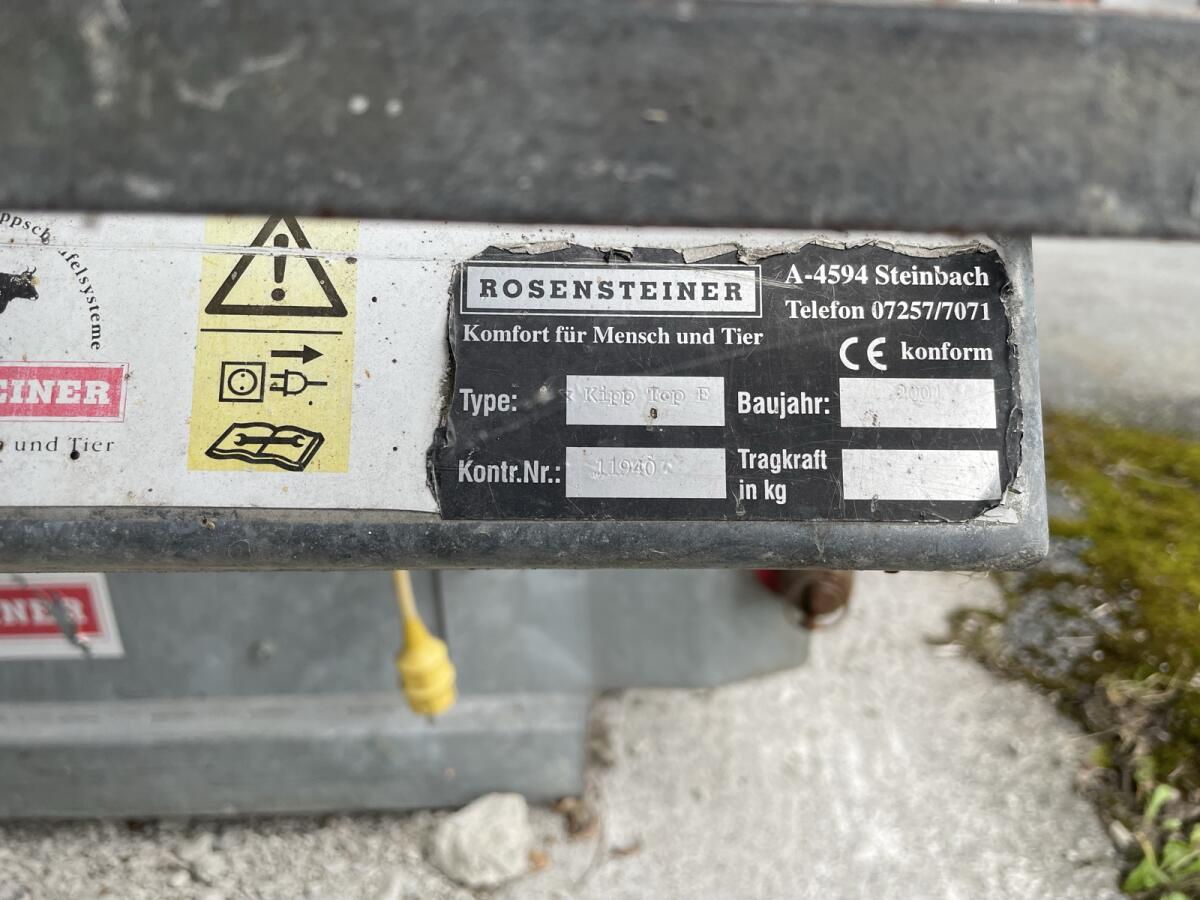 EINER
und Tier
ROSENSTEINER
Komfort für Mensch und Tier
A-4594 Steinbach
Telefon 07257/7071
CE konform
Type: Kipp Top E
Baujahr: 2001
Kontr.Nr.: 11940
Tragkraft
in kg
INER